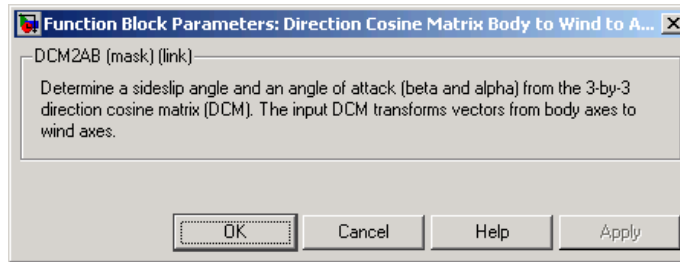 Function Block Parameters: Direction Cosine Matrix Body to Wind to A...
DCM2AB (mask) (link)
Determine a sideslip angle and an angle of attack (beta and alpha) from the 3-by-3
direction cosine matrix (DCM). The input DCM transforms vectors from body axes to
wind axes.
OK
Cancel
Help
Apply